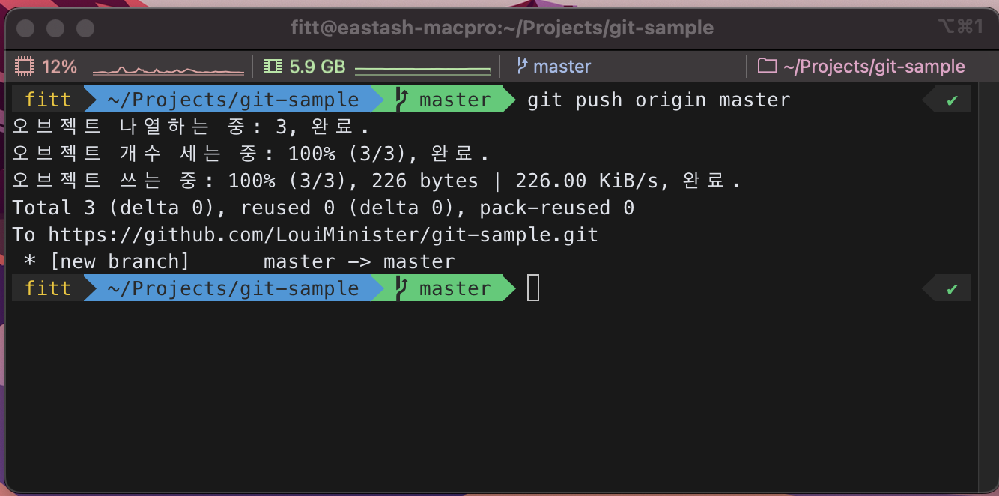 fitt@eastash-macpro:~/Projects/git-sample ⌥⌘1
12% 5.9 GB master ~/Projects/git-sample
fitt ~/Projects/git-sample master git push origin master ✔
오브젝트 나열하는 중: 3, 완료.
오브젝트 개수 세는 중: 100% (3/3), 완료.
오브젝트 쓰는 중: 100% (3/3), 226 bytes | 226.00 KiB/s, 완료.
Total 3 (delta 0), reused 0 (delta 0), pack-reused 0
To https://github.com/LouiMinister/git-sample.git
 * [new branch]      master -> master
fitt ~/Projects/git-sample master ✔